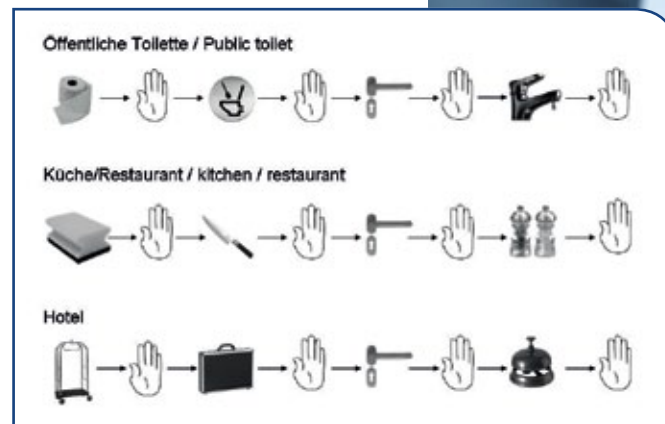 Öffentliche Toilette / Public toilet
Küche/Restaurant / kitchen / restaurant
Hotel